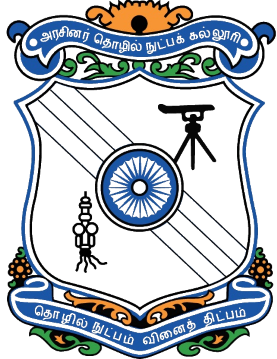 அரசினர் தொழில் நுட்பக் கல்லூரி
தொழில் நுட்பம் வினைத் திட்பம்